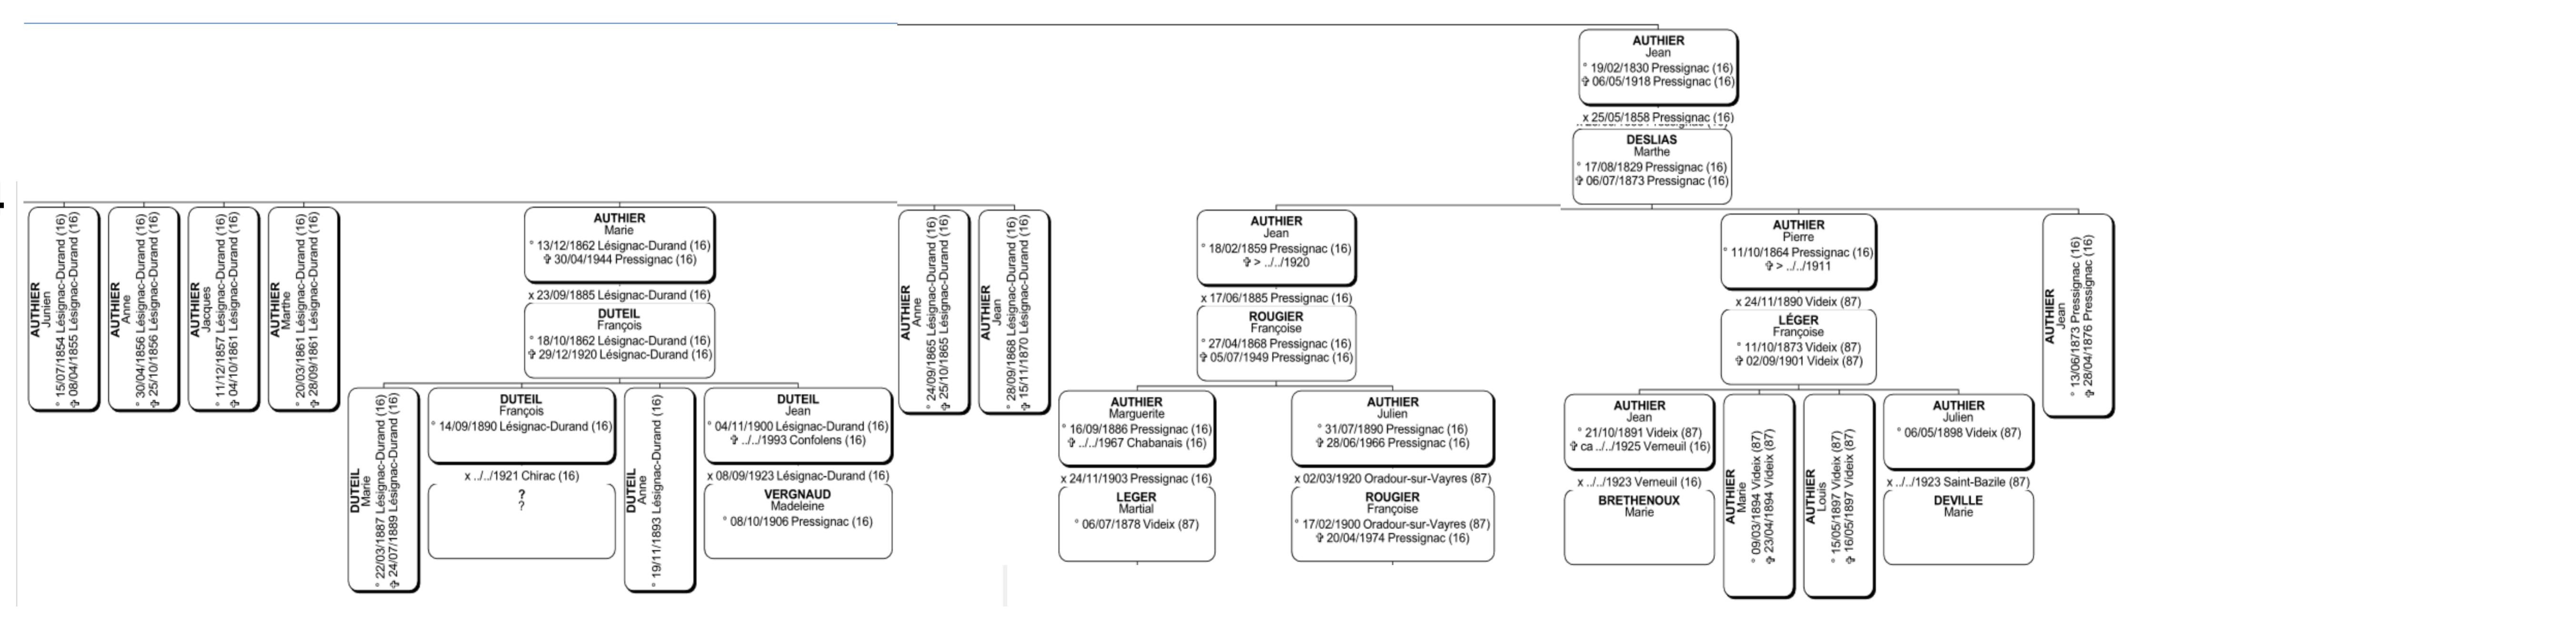 AUTHIER
Jean
° 19/02/1830 Pressignac (16)
✞ 06/05/1918 Pressignac (16)
x 25/05/1858 Pressignac (16)
DESLIAS
Marthe
° 17/08/1829 Pressignac (16)
✞ 06/07/1873 Pressignac (16)
AUTHIER
Junien
° 15/07/1854 Lésignac-Durand (16)
✞ 08/04/1855 Lésignac-Durand (16)
AUTHIER
Anne
° 30/04/1856 Lésignac-Durand (16)
✞ 25/10/1856 Lésignac-Durand (16)
AUTHIER
Jacques
° 11/12/1857 Lésignac-Durand (16)
✞ 04/10/1861 Lésignac-Durand (16)
AUTHIER
Marthe
° 20/03/1861 Lésignac-Durand (16)
✞ 28/09/1861 Lésignac-Durand (16)
AUTHIER
Marie
° 13/12/1862 Lésignac-Durand (16)
✞ 30/04/1944 Pressignac (16)
x 23/09/1885 Lésignac-Durand (16)
DUTEIL
François
° 18/10/1862 Lésignac-Durand (16)
✞ 29/12/1920 Lésignac-Durand (16)
AUTHIER
Anne
° 24/09/1865 Lésignac-Durand (16)
✞ 25/10/1865 Lésignac-Durand (16)
AUTHIER
Jean
° 28/09/1868 Lésignac-Durand (16)
✞ 15/11/1870 Lésignac-Durand (16)
AUTHIER
Jean
° 18/02/1859 Pressignac (16)
✞ > ../../1920
x 17/06/1885 Pressignac (16)
ROUGIER
Françoise
° 27/04/1868 Pressignac (16)
✞ 05/07/1949 Pressignac (16)
AUTHIER
Pierre
° 11/10/1864 Pressignac (16)
✞ > ../../1911
x 24/11/1890 Videix (87)
LÉGER
Françoise
° 11/10/1873 Videix (87)
✞ 02/09/1901 Videix (87)
AUTHIER
Jean
° 13/06/1873 Pressignac (16)
✞ 28/04/1876 Pressignac (16)
DUTEIL
Marie
° 22/03/1887 Lésignac-Durand (16)
✞ 24/07/1889 Lésignac-Durand (16)
DUTEIL
François
° 14/09/1890 Lésignac-Durand (16)
x ../../1921 Chirac (16)
?
?
DUTEIL
Anne
° 19/11/1893 Lésignac-Durand (16)
DUTEIL
Jean
° 04/11/1900 Lésignac-Durand (16)
✞ ../../1993 Confolens (16)
x 08/09/1923 Lésignac-Durand (16)
VERGNAUD
Madeleine
° 08/10/1906 Pressignac (16)
AUTHIER
Marguerite
° 16/09/1886 Pressignac (16)
✞ ../../1967 Chabanais (16)
x 24/11/1903 Pressignac (16)
LEGER
Martial
° 06/07/1878 Videix (87)
AUTHIER
Julien
° 31/07/1890 Pressignac (16)
✞ 28/06/1966 Pressignac (16)
x 02/03/1920 Oradour-sur-Vayres (87)
ROUGIER
Françoise
° 17/02/1900 Oradour-sur-Vayres (87)
✞ 20/04/1974 Pressignac (16)
AUTHIER
Jean
° 21/10/1891 Videix (87)
✞ ca ../../1925 Verneuil (16)
x ../../1923 Verneuil (16)
BRETHENOUX
Marie
AUTHIER
Marie
° 09/03/1894 Videix (87)
✞ 23/04/1894 Videix (87)
AUTHIER
Louis
° 15/05/1897 Videix (87)
✞ 16/05/1897 Videix (87)
AUTHIER
Julien
° 06/05/1898 Videix (87)
x ../../1923 Saint-Bazile (87)
DEVILLE
Marie